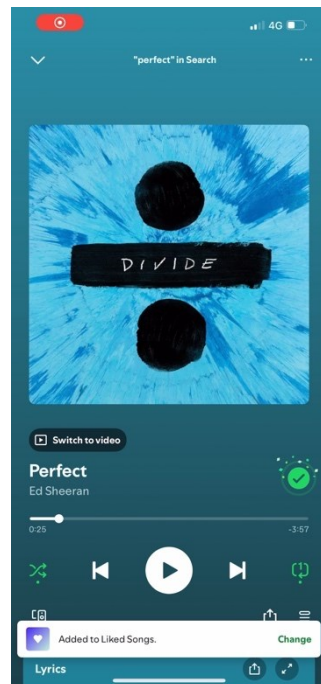 4G
"perfect" in Search
DIVIDE
Switch to video
Perfect
Ed Sheeran
0:25
-3:57
1
Added to Liked Songs.
Change
Lyrics